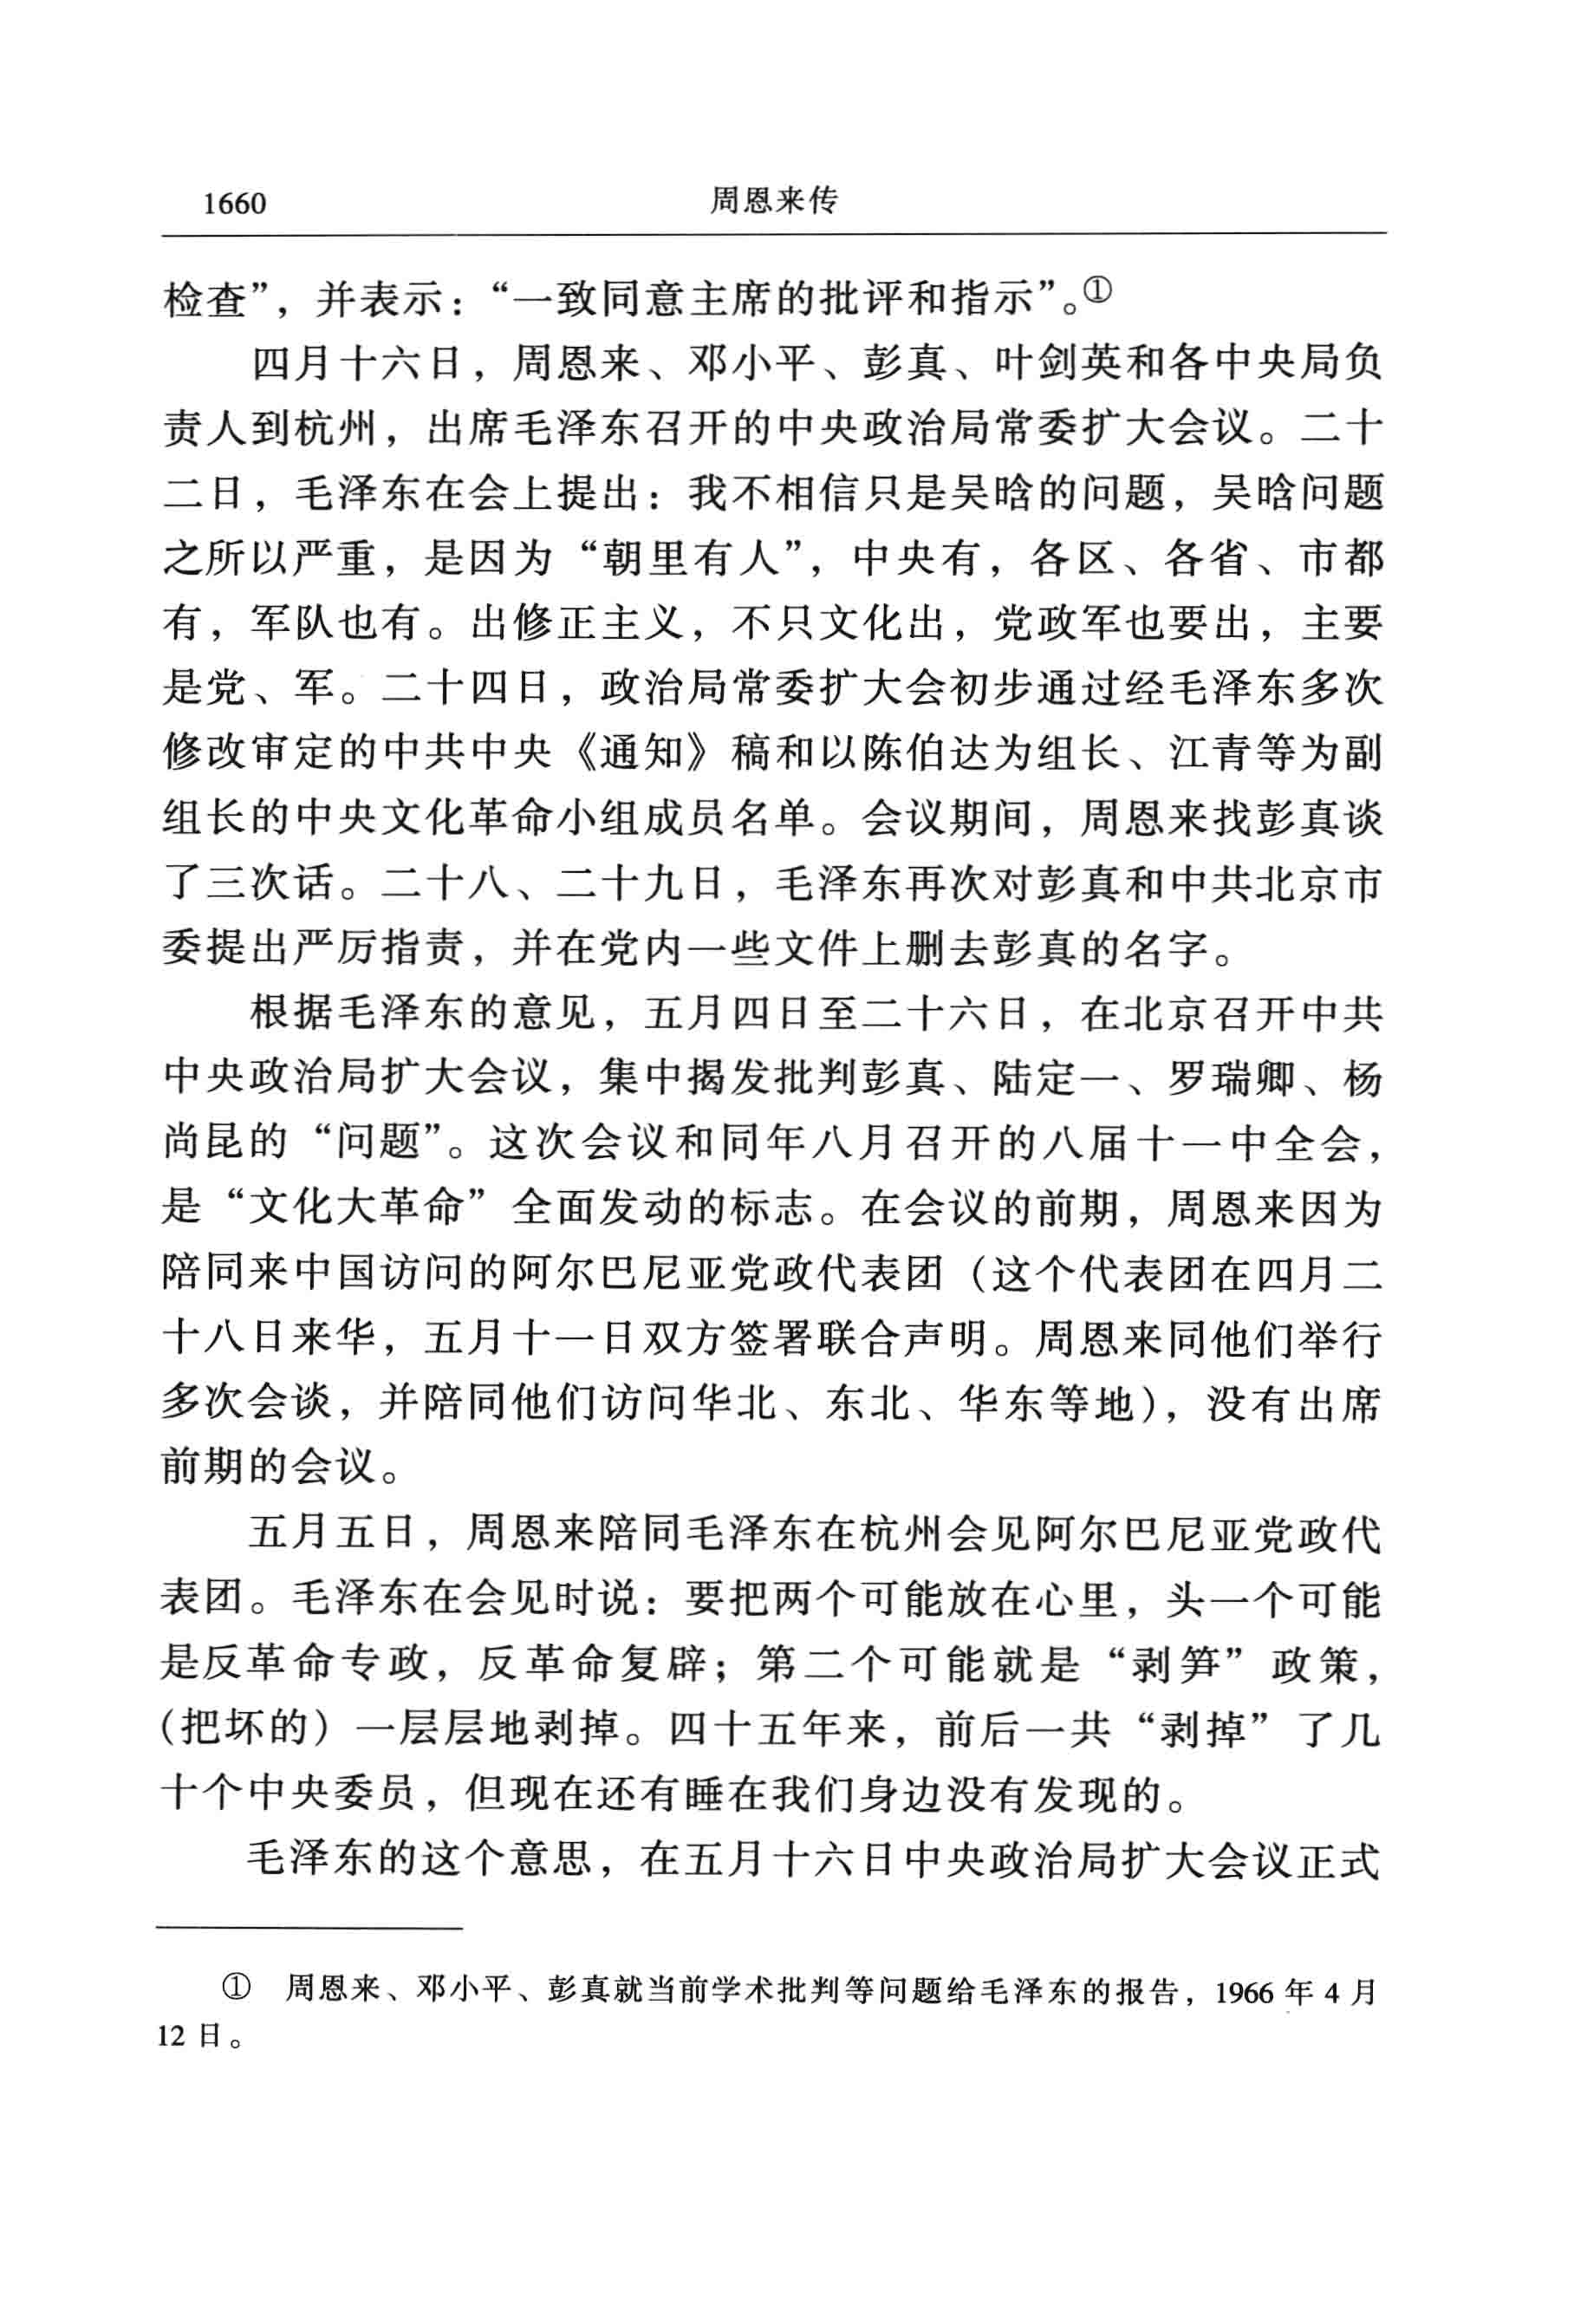 1660 周恩来传
检查”，并表示：“一致同意主席的批评和指示”。①
四月十六日，周恩来、邓小平、彭真、叶剑英和各中央局负
责人到杭州，出席毛泽东召开的中央政治局常委扩大会议。二十
二日，毛泽东在会上提出：我不相信只是吴晗的问题，吴晗问题
之所以严重，是因为“朝里有人”，中央有，各区、各省、市都
有，军队也有。出修正主义，不只文化出，党政军也要出，主要
是党、军。二十四日，政治局常委扩大会初步通过经毛泽东多次
修改审定的中共中央《通知》稿和以陈伯达为组长、江青等为副
组长的中央文化革命小组成员名单。会议期间，周恩来找彭真谈
了三次话。二十八、二十九日，毛泽东再次对彭真和中共北京市
委提出严厉指责，并在党内一些文件上删去彭真的名字。
根据毛泽东的意见，五月四日至二十六日，在北京召开中共
中央政治局扩大会议，集中揭发批判彭真、陆定一、罗瑞卿、杨
尚昆的“问题”。这次会议和同年八月召开的八届十一中全会，
是“文化大革命”全面发动的标志。在会议的前期，周恩来因为
陪同来中国访问的阿尔巴尼亚党政代表团（这个代表团在四月二
十八日来华，五月十一日双方签署联合声明。周恩来同他们举行
多次会谈，并陪同他们访问华北、东北、华东等地），没有出席
前期的会议。
五月五日，周恩来陪同毛泽东在杭州会见阿尔巴尼亚党政代
表团。毛泽东在会见时说：要把两个可能放在心里，头一个可能
是反革命专政，反革命复辟；第二个可能就是“剥笋”政策，
（把坏的）一层层地剥掉。四十五年来，前后一共“剥掉”了几
十个中央委员，但现在还有睡在我们身边没有发现的。
毛泽东的这个意思，在五月十六日中央政治局扩大会议正式
① 周恩来、邓小平、彭真就当前学术批判等问题给毛泽东的报告，1966 年 4 月
12 日。